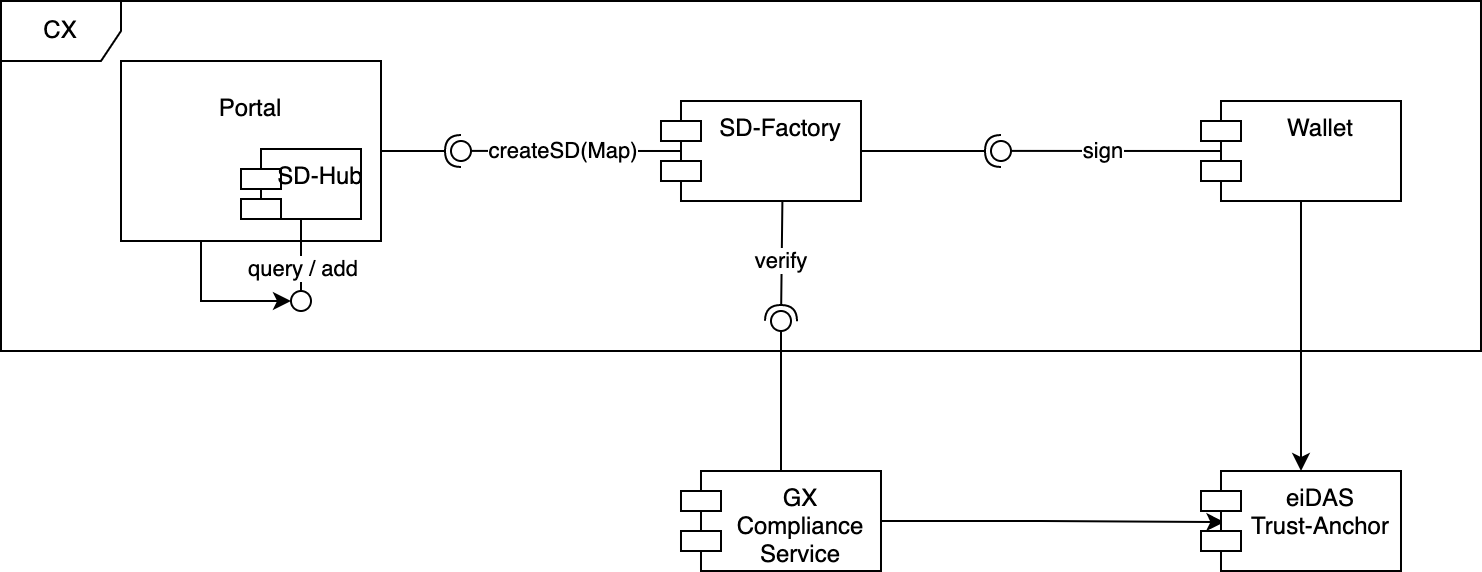 CX
Portal
SD-Hub
query / add
createSD(Map)
SD-Factory
sign
Wallet
verify
GX
Compliance
Service
eiDAS
Trust-Anchor